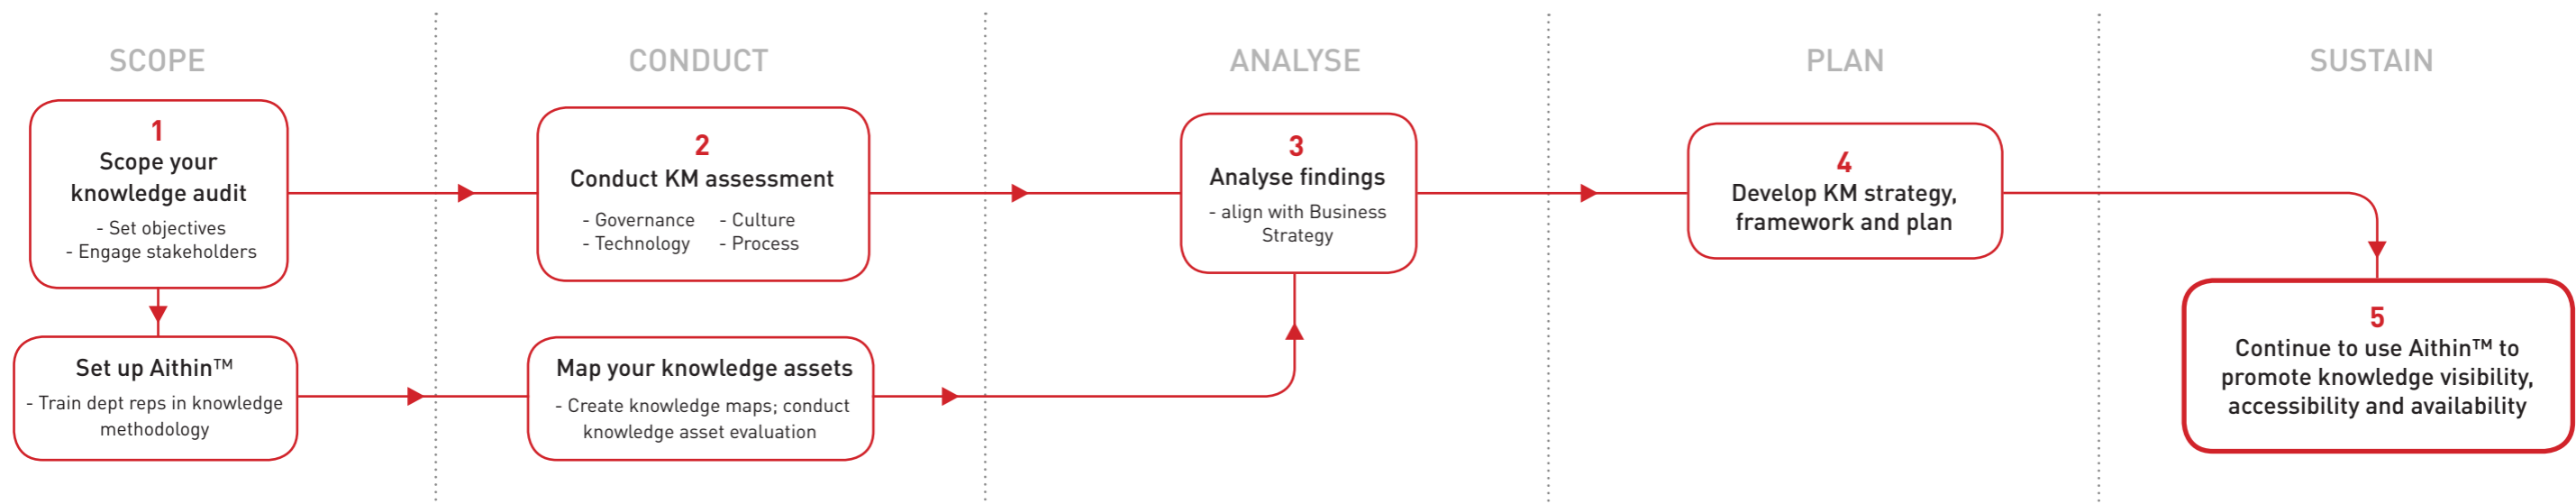 SCOPE
CONDUCT
ANALYSE
PLAN
SUSTAIN
1
Scope your
knowledge audit
- Set objectives
- Engage stakeholders
Set up Aithin™
- Train dept reps in knowledge
methodology
2
Conduct KM assessment
- Governance - Culture
- Technology - Process
Map your knowledge assets
- Create knowledge maps; conduct
knowledge asset evaluation
3
Analyse findings
- align with Business
Strategy
4
Develop KM strategy,
framework and plan
5
Continue to use Aithin™ to
promote knowledge visibility,
accessibility and availability